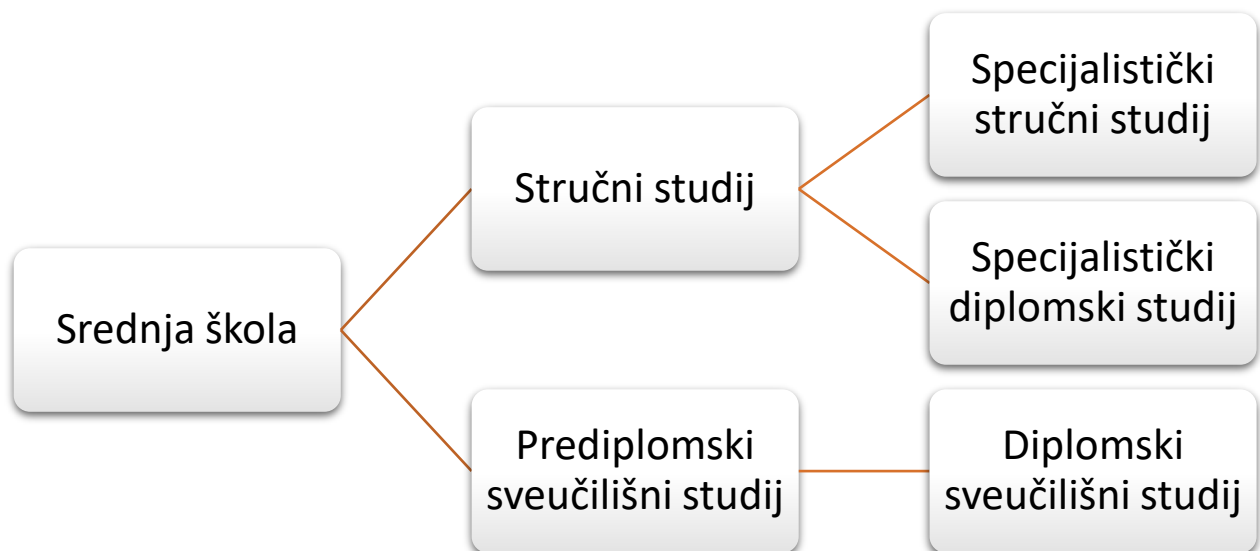 Srednja škola
Stručni studij
Specijalistički
stručni studij
Specijalistički
diplomski studij
Prediplomski
sveučilišni studij
Diplomski
sveučilišni studij